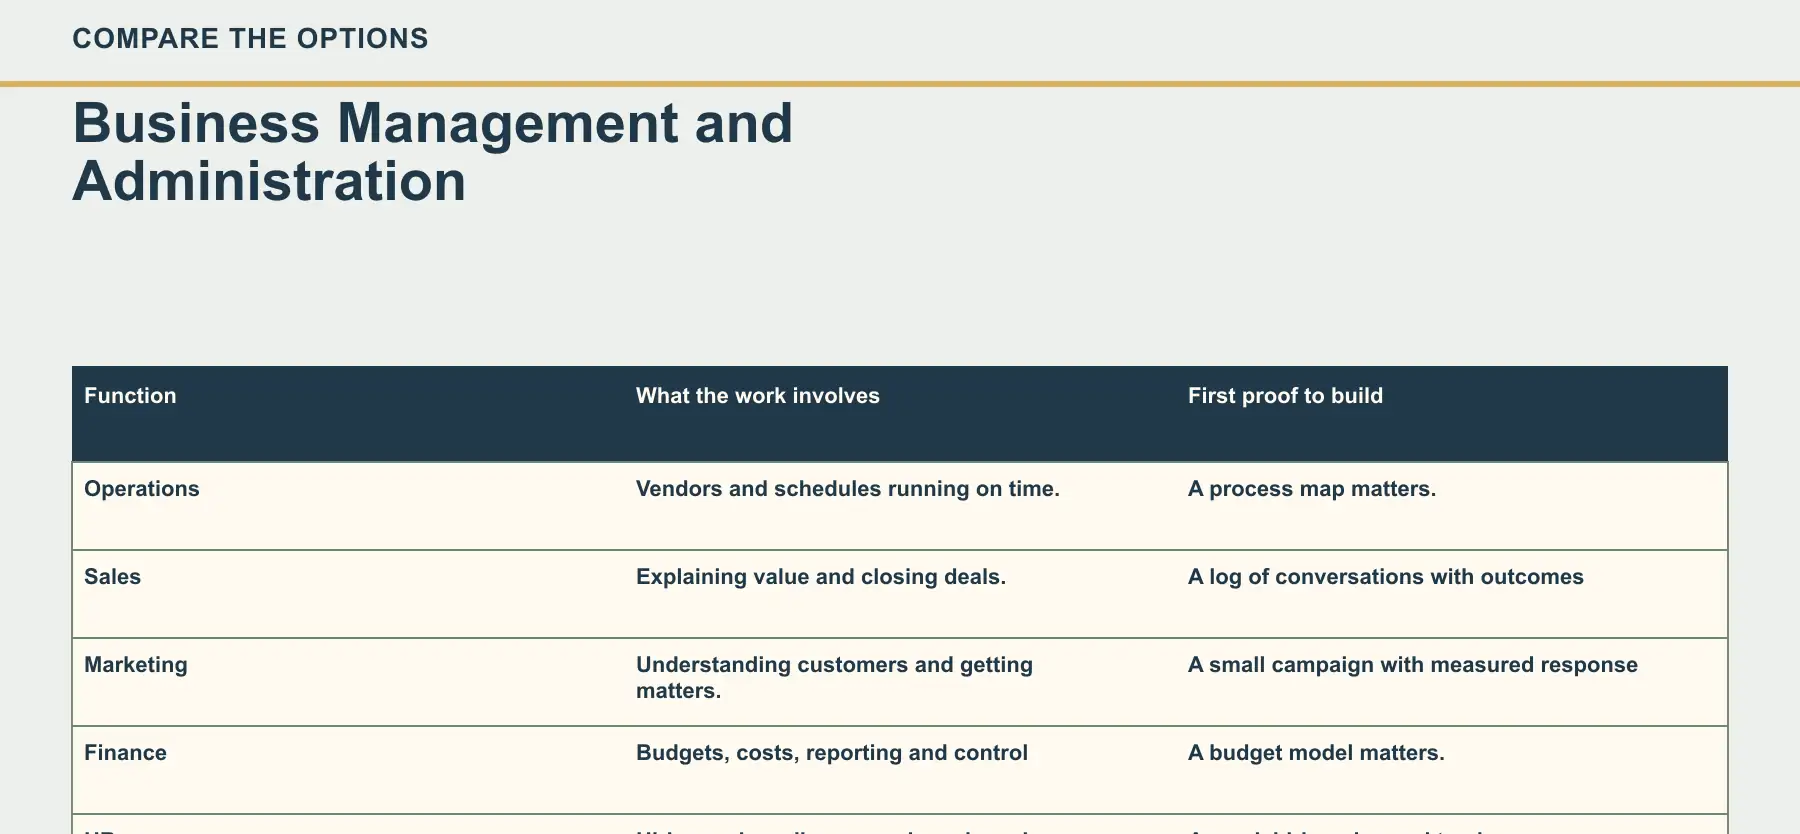 COMPARE THE OPTIONS
Business Management and
Administration
Function What the work involves First proof to build
Operations Vendors and schedules running on time. A process map matters.
Sales Explaining value and closing deals. A log of conversations with outcomes
Marketing Understanding customers and getting A small campaign with measured response
matters.
Finance Budgets, costs, reporting and control A budget model matters.
HR